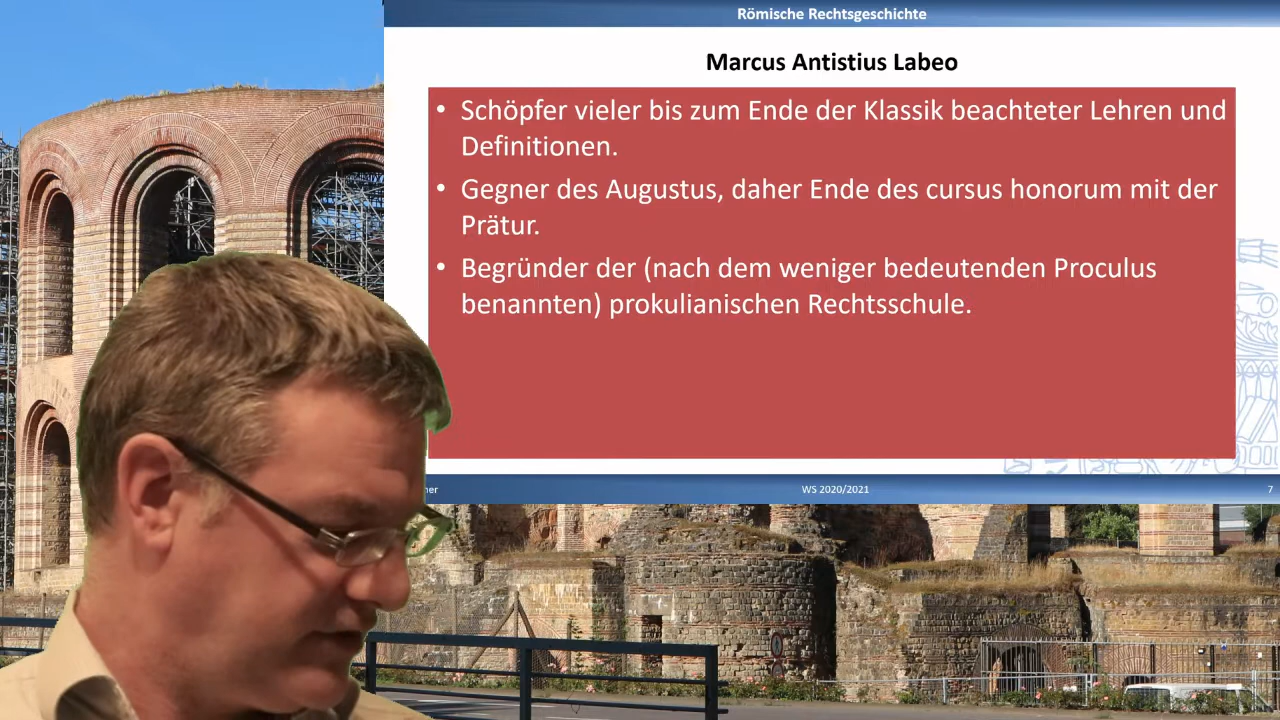 Römische Rechtsgeschichte
Marcus Antistius Labeo
• Schöpfer vieler bis zum Ende der Klassik beachteter Lehren und
Definitionen.
• Gegner des Augustus, daher Ende des cursus honorum mit der
Prätur.
• Begründer der (nach dem weniger bedeutenden Proculus
benannten) prokulianischen Rechtsschule.
WS 2020/2021
7